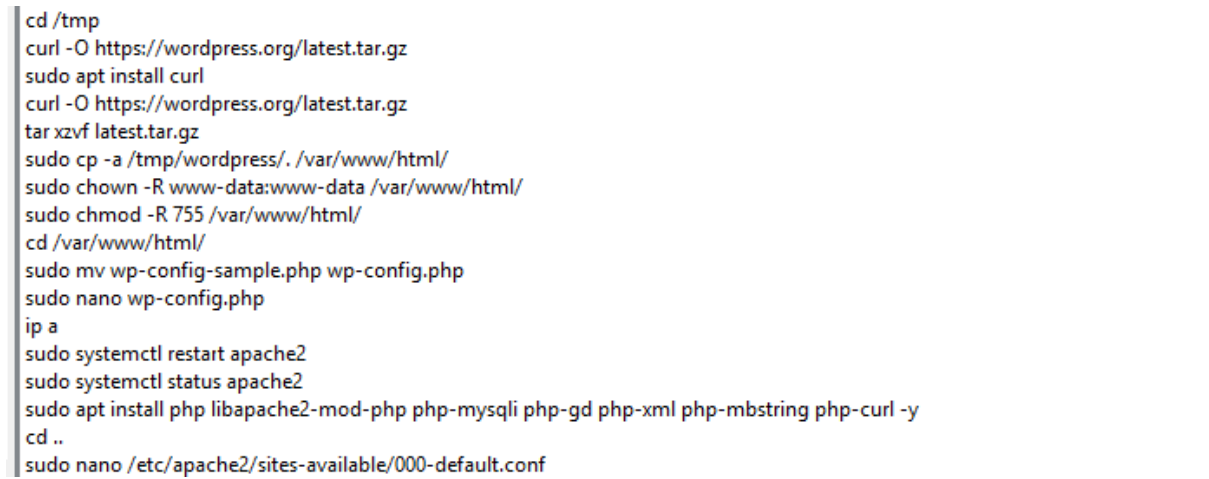 cd /tmp
curl -O https://wordpress.org/latest.tar.gz
sudo apt install curl
curl -O https://wordpress.org/latest.tar.gz
tar xzvf latest.tar.gz
sudo cp -a /tmp/wordpress/. /var/www/html/
sudo chown -R www-data:www-data /var/www/html/
sudo chmod -R 755 /var/www/html/
cd /var/www/html/
sudo mv wp-config-sample.php wp-config.php
sudo nano wp-config.php
ip a
sudo systemctl restart apache2
sudo systemctl status apache2
sudo apt install php libapache2-mod-php php-mysqli php-gd php-xml php-mbstring php-curl -y
cd ..
sudo nano /etc/apache2/sites-available/000-default.conf